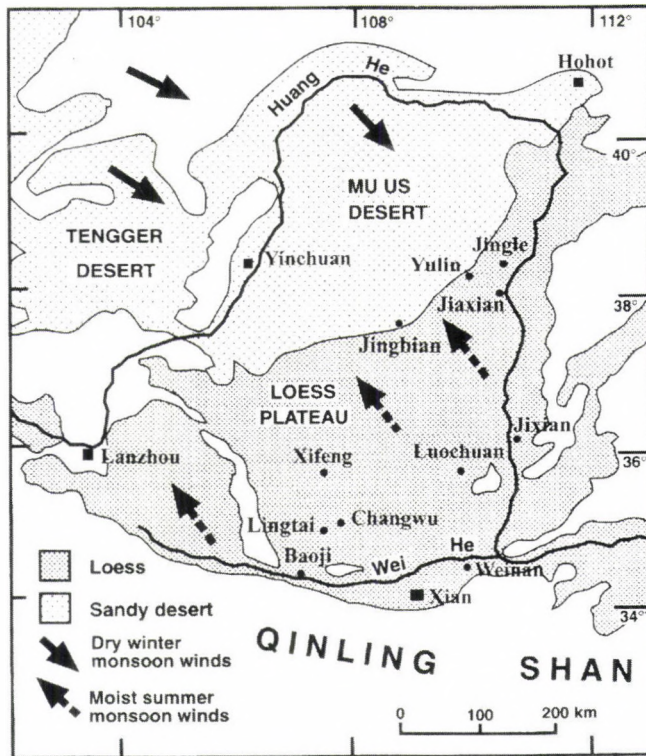 104°
108°
112°
Hohot
Huang
He
40°
MU US
DESERT
TENGGER
DESERT
Yinchuan
Jingle
Yulin
Jiaxian
38°
Jingbian
LOESS
PLATEAU
Jixian
Lanzhou
Xifeng
Luochuan
36°
Lingtai
Changwu
Baoji
Wei
He
Weinan
Xian
34°
Loess
Sandy desert
Dry winter
monsoon winds
Moist summer
monsoon winds
QINLING SHAN
0 100 200 km